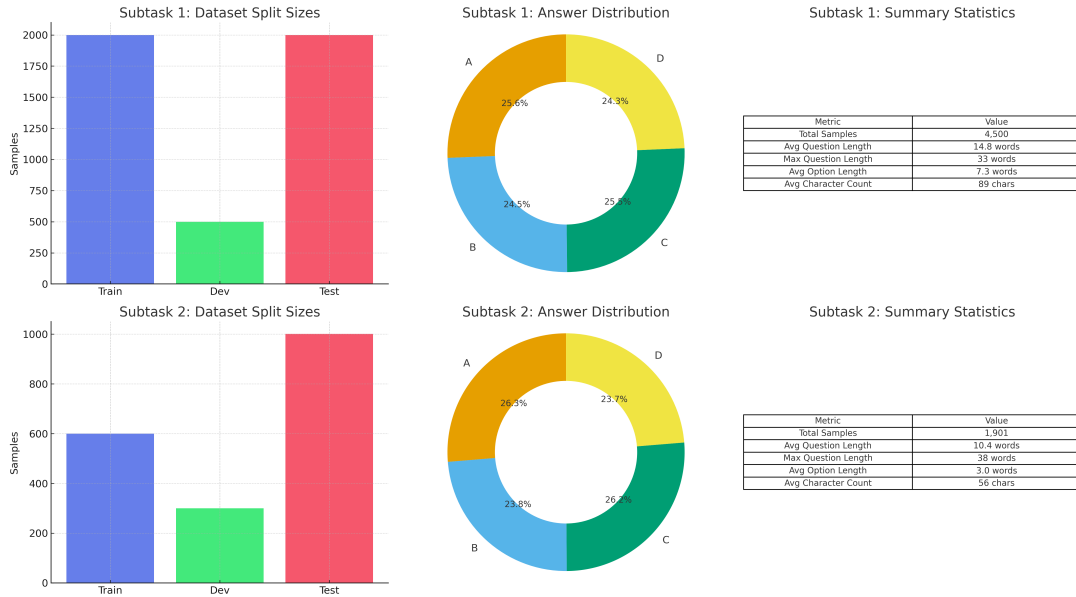 Subtask 1: Dataset Split Sizes
Samples
2000
1750
1500
1250
1000
750
500
250
0
Train Dev Test
Subtask 1: Answer Distribution
A
25.6%
D
24.3%
B
24.5%
C
25.5%
Subtask 1: Summary Statistics
Metric Value
Total Samples 4,500
Avg Question Length 14.8 words
Max Question Length 33 words
Avg Option Length 7.3 words
Avg Character Count 89 chars
Subtask 2: Dataset Split Sizes
Samples
1000
800
600
400
200
0
Train Dev Test
Subtask 2: Answer Distribution
A
26.3%
D
23.7%
B
23.8%
C
26.2%
Subtask 2: Summary Statistics
Metric Value
Total Samples 1,901
Avg Question Length 10.4 words
Max Question Length 38 words
Avg Option Length 3.0 words
Avg Character Count 56 chars